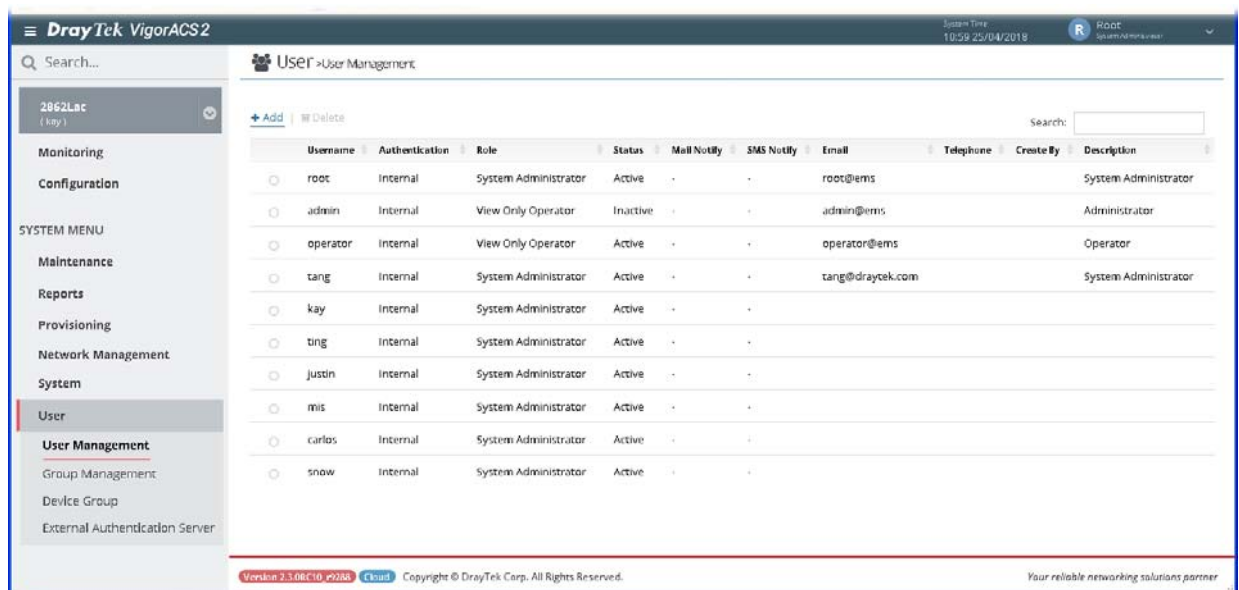 DrayTek VigorACS2
System Time
10:59 25/04/2018
R Root
System Administrator
Search...
User >User Management
2862Lac
( kay )
Monitoring
Configuration
SYSTEM MENU
Maintenance
Reports
Provisioning
Network Management
System
User
User Management
Group Management
Device Group
External Authentication Server
+ Add | Delete
Search:
Username Authentication Role Status Mail Notify SMS Notify Email Telephone Create By Description
root Internal System Administrator Active - - root@ems System Administrator
admin Internal View Only Operator Inactive - - admin@ems Administrator
operator Internal View Only Operator Active - - operator@ems Operator
tang Internal System Administrator Active - - tang@draytek.com System Administrator
kay Internal System Administrator Active - -
ting Internal System Administrator Active - -
justin Internal System Administrator Active - -
mis Internal System Administrator Active - -
carlos Internal System Administrator Active - -
snow Internal System Administrator Active - -
Version Cloud Copyright © DrayTek Corp. All Rights Reserved.
Your reliable networking solutions partner